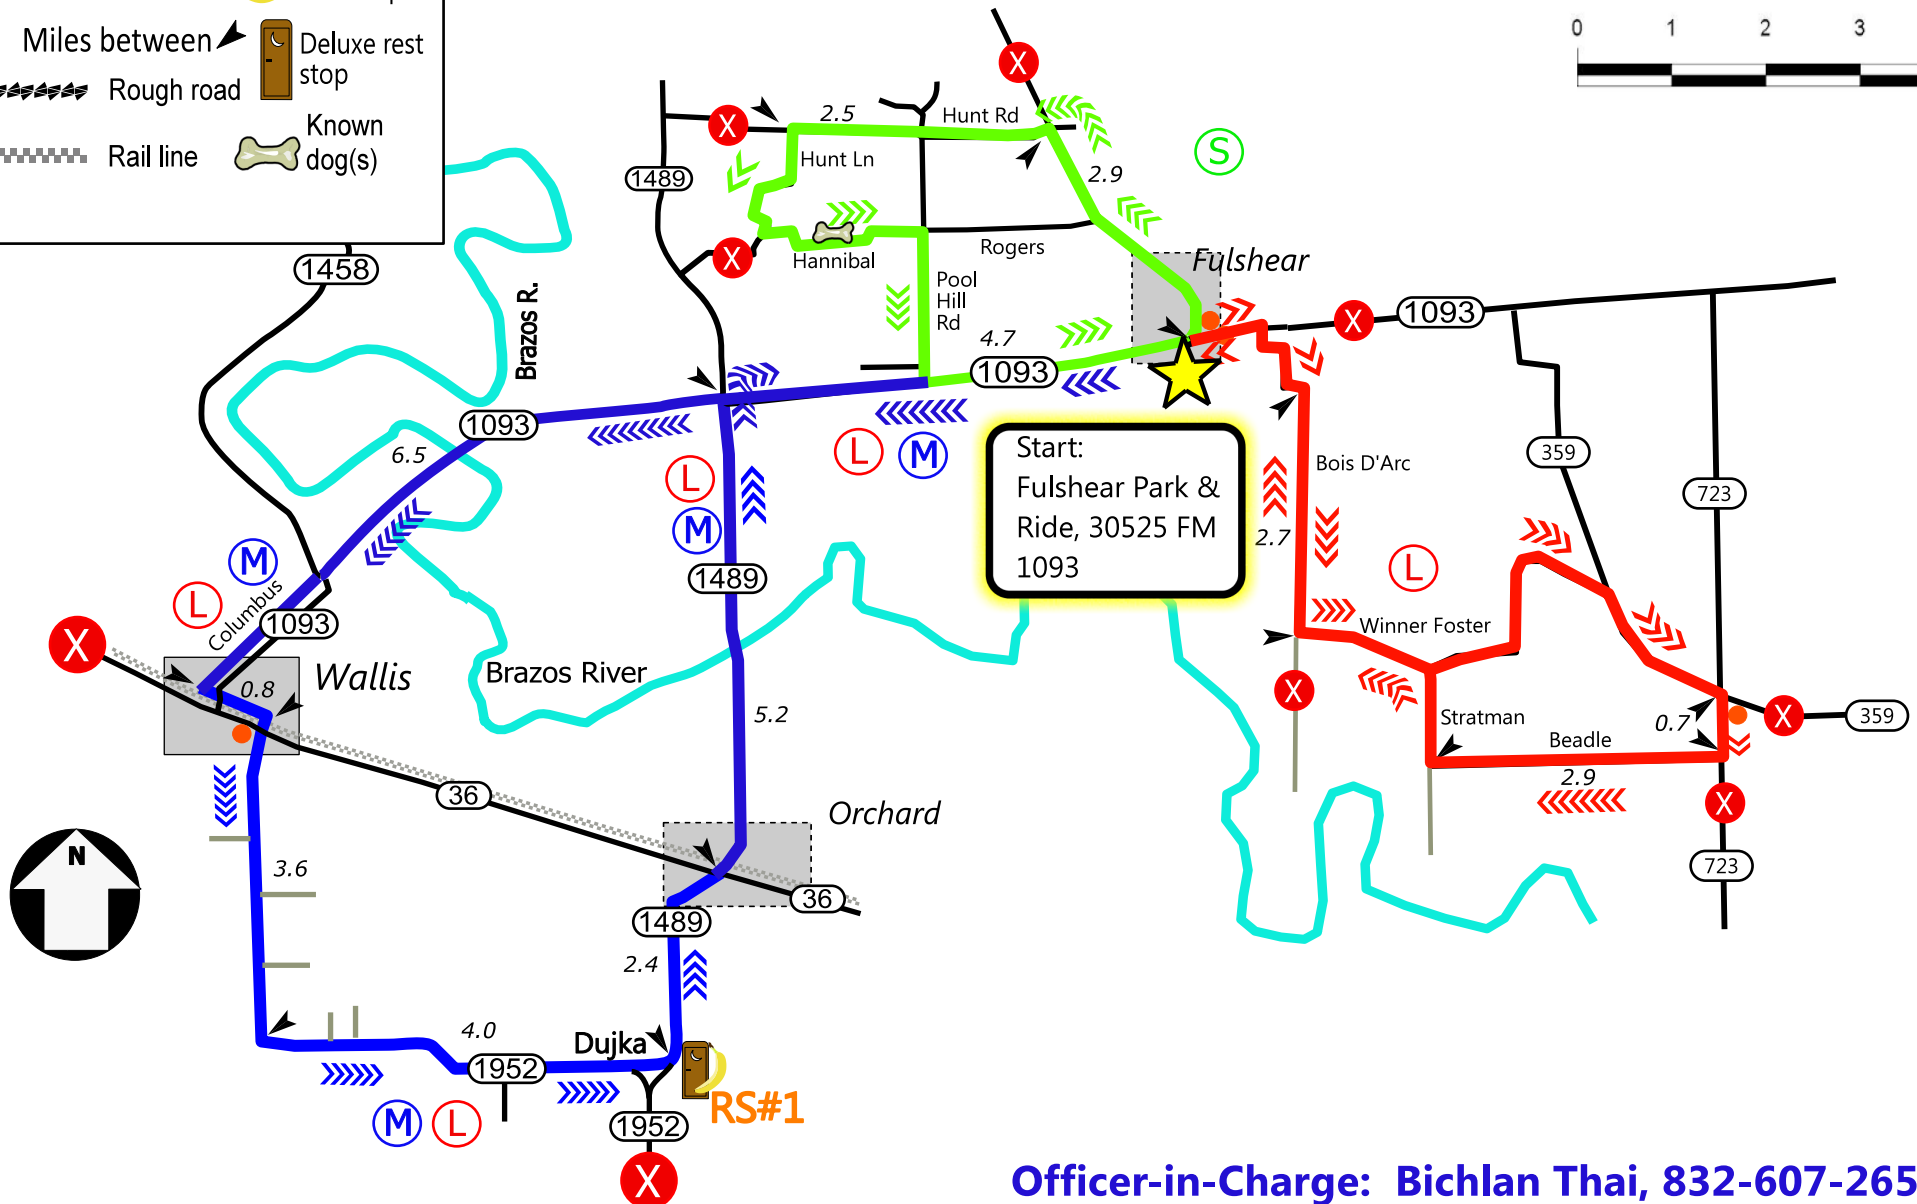 Miles between
Deluxe rest
stop
Rough road
Known
dog(s)
Rail line
0 1 2 3
X
X
2.5
Hunt Rd
Hunt Ln
1489
2.9
S
X
Rogers
Hannibal
Fulshear
1458
Brazos R.
Pool
Hill
Rd
4.7
1093
X
1093
1093
6.5
L
M
Start:
Fulshear Park &
Ride, 30525 FM
1093
Bois D'Arc
359
723
L
M
2.7
1489
M
L
Columbus
1093
L
Winner Foster
X
Wallis
Brazos River
X
0.8
5.2
Stratman
0.7
X
359
Beadle
2.9
36
Orchard
X
N
3.6
36
723
1489
2.4
4.0
Dujka
1952
RS#1
M
L
1952
X
Officer-in-Charge: Bichlan Thai, 832-607-265